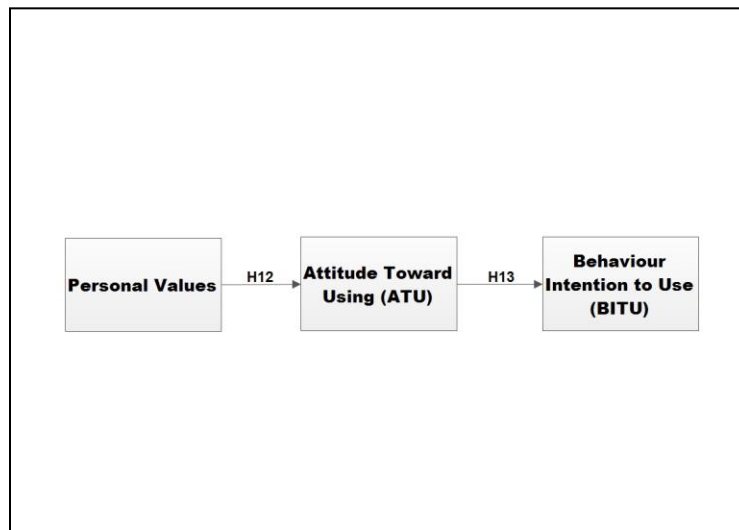 Personal Values
H12
Attitude Toward
Using (ATU)
H13
Behaviour
Intention to Use
(BITU)